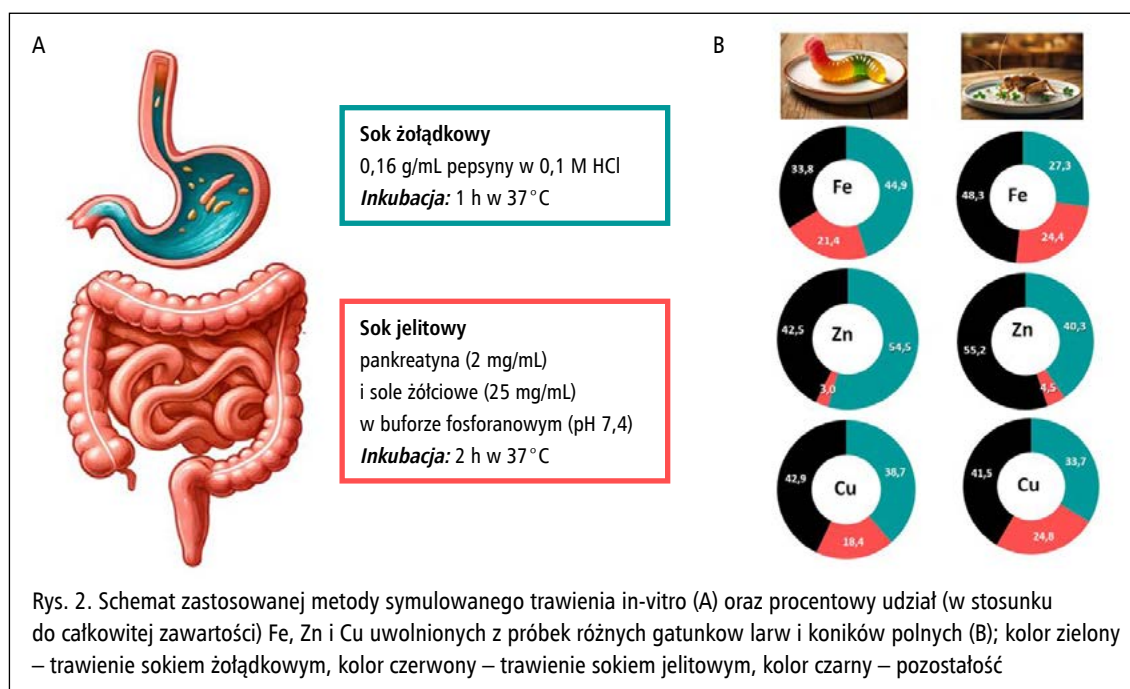 A
Sok żołądkowy
0,16 g/mL pepsyny w 0,1 M HCl
Inkubacja: 1 h w 37°C
Sok jelitowy
pankreatyna (2 mg/mL)
i sole żółciowe (25 mg/mL)
w buforze fosforanowym (pH 7,4)
Inkubacja: 2 h w 37°C
B
33,8
44,9
Fe
21,4
27,3
48,3
Fe
24,4
42,5
Zn
54,5
3,0
40,3
55,2
Zn
4,5
42,9
38,7
Cu
18,4
41,5
33,7
Cu
24,8
Rys. 2. Schemat zastosowanej metody symulowanego trawienia in-vitro (A) oraz procentowy udział (w stosunku
do całkowitej zawartości) Fe, Zn i Cu uwolnionych z próbek różnych gatunkow larw i koników polnych (B); kolor zielony
– trawienie sokiem żołądkowym, kolor czerwony – trawienie sokiem jelitowym, kolor czarny – pozostałość